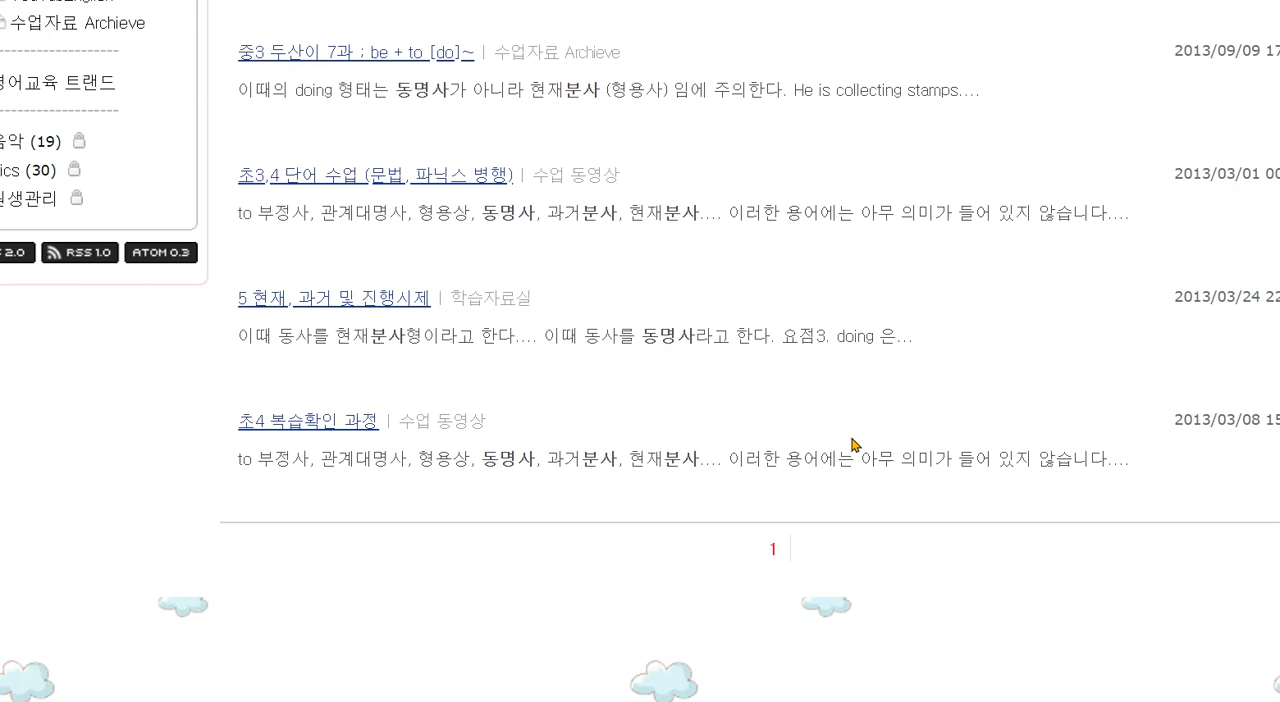 수업자료 Archieve
--------------------
영어교육 트랜드
--------------------
음악 (19)
ics (30)
원생관리
2.0 RSS 1.0 ATOM 0.3
중3 두산이 7과 ; be + to [do]~ | 수업자료 Archieve 2013/09/09 17
이때의 doing 형태는 동명사가 아니라 현재분사 (형용사) 임에 주의한다. He is collecting stamps....
초3,4 단어 수업 (문법, 파닉스 병행) | 수업 동영상 2013/03/01 00
to 부정사, 관계대명사, 형용상, 동명사, 과거분사, 현재분사.... 이러한 용어에는 아무 의미가 들어 있지 않습니다....
5 현재, 과거 및 진행시제 | 학습자료실 2013/03/24 22
이때 동사를 현재분사형이라고 한다.... 이때 동사를 동명사라고 한다. 요점3. doing 은...
초4 복습확인 과정 | 수업 동영상 2013/03/08 15
to 부정사, 관계대명사, 형용상, 동명사, 과거분사, 현재분사.... 이러한 용어에는 아무 의미가 들어 있지 않습니다....
1